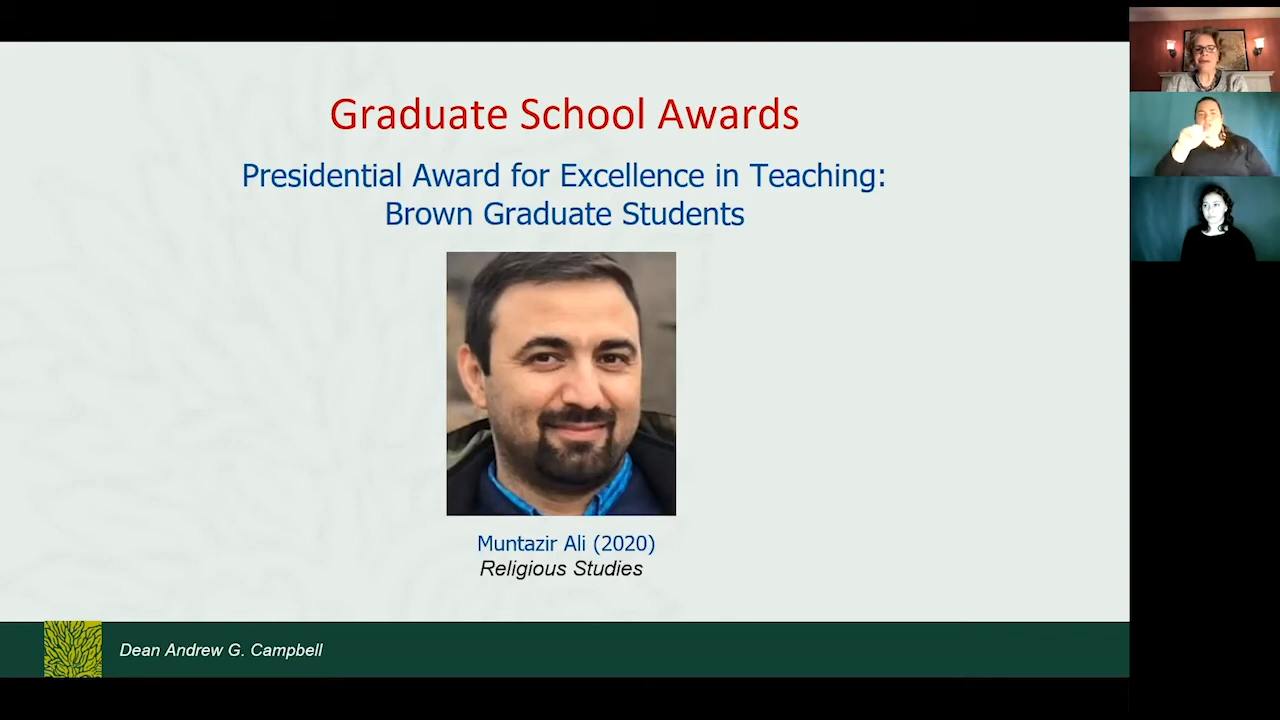 Graduate School Awards
Presidential Award for Excellence in Teaching:
Brown Graduate Students
Muntazir Ali (2020)
Religious Studies
Dean Andrew G. Campbell